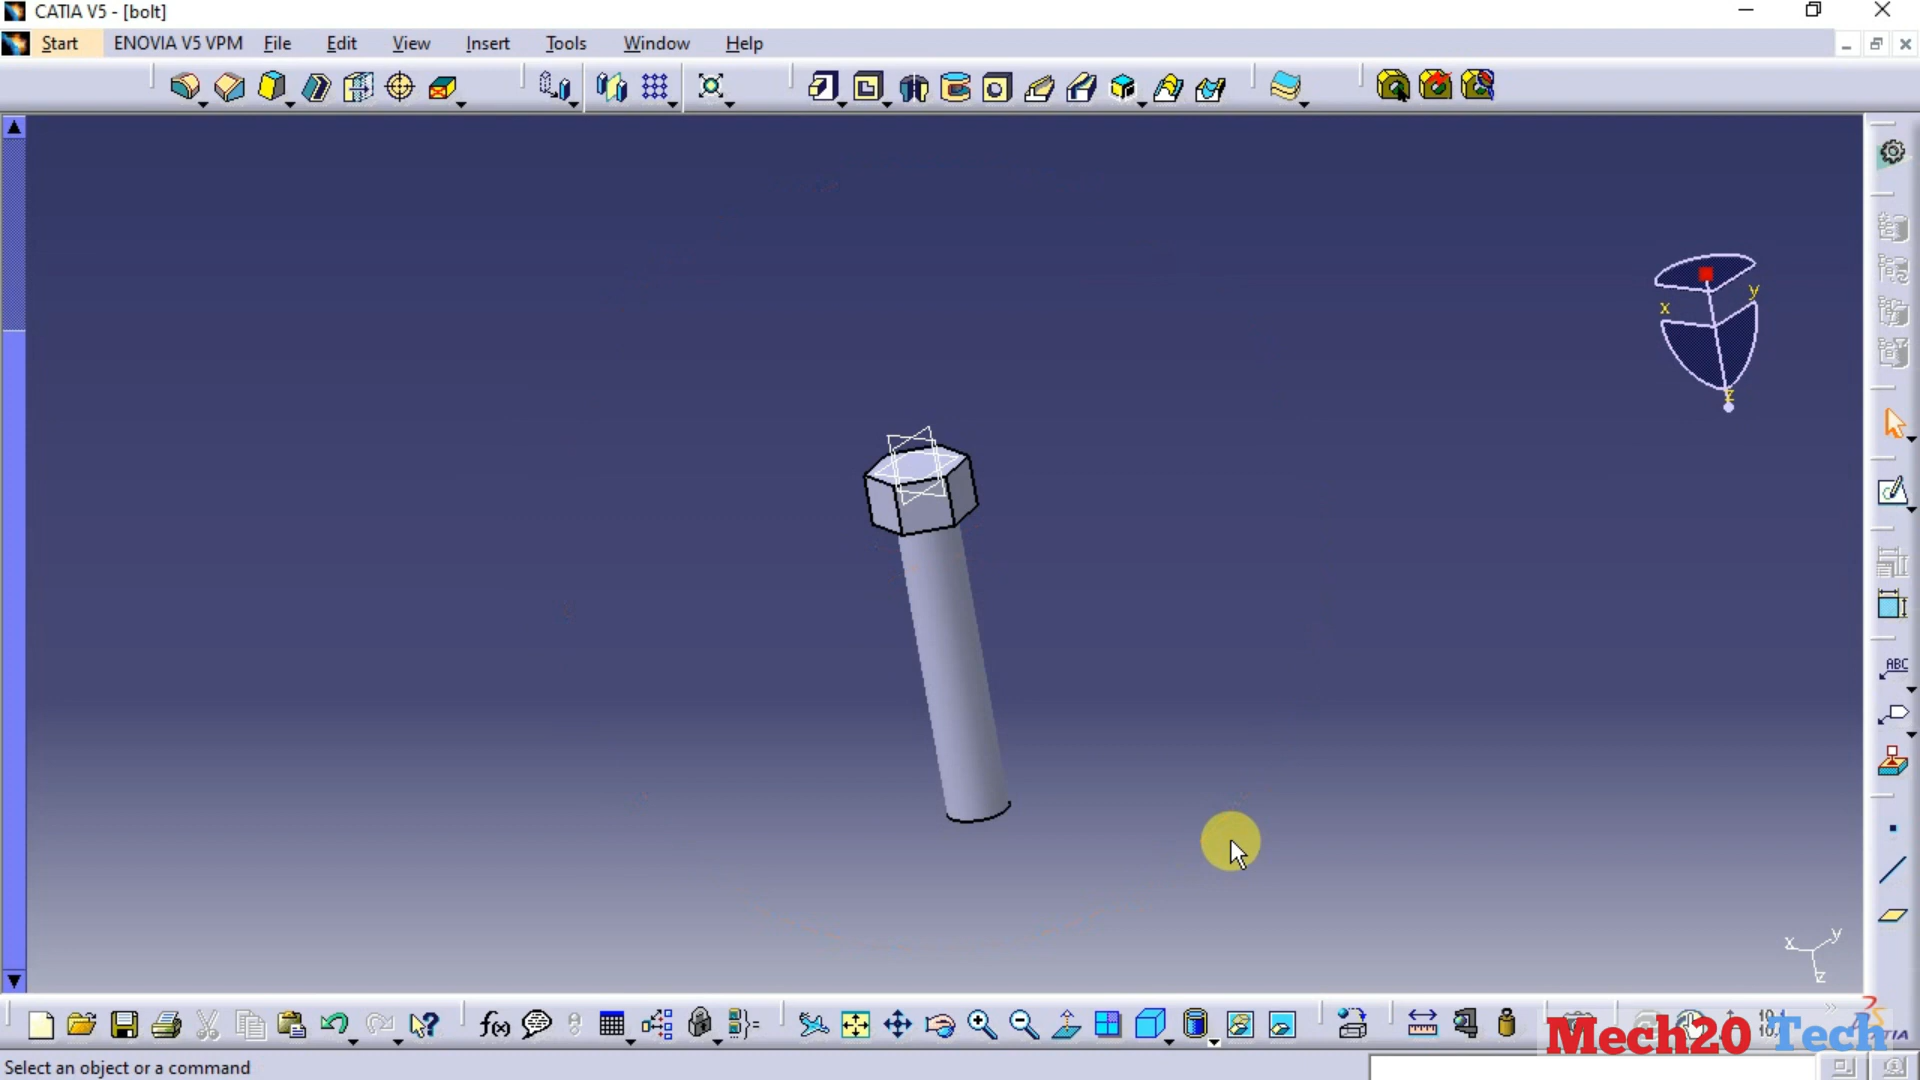 CATIA V5 - [bolt]
Start ENOVIA V5 VPM File Edit View Insert Tools Window Help
y
x
z
ABC
y
x
z
f(x)
Mech20 Tech
Select an object or a command